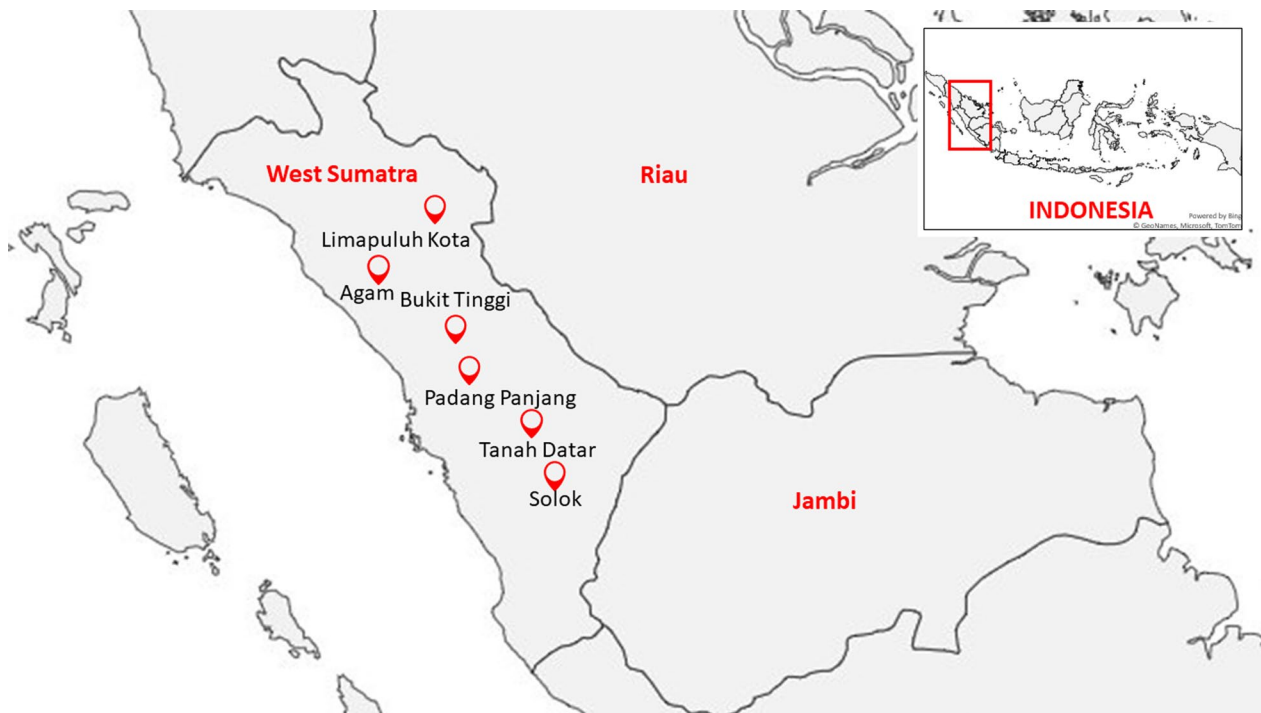 West Sumatra
Riau
Limapuluh Kota
Agam
Bukit Tinggi
Padang Panjang
Tanah Datar
Solok
Jambi
INDONESIA
Powered by Bing
© GeoNames, Microsoft, TomTom